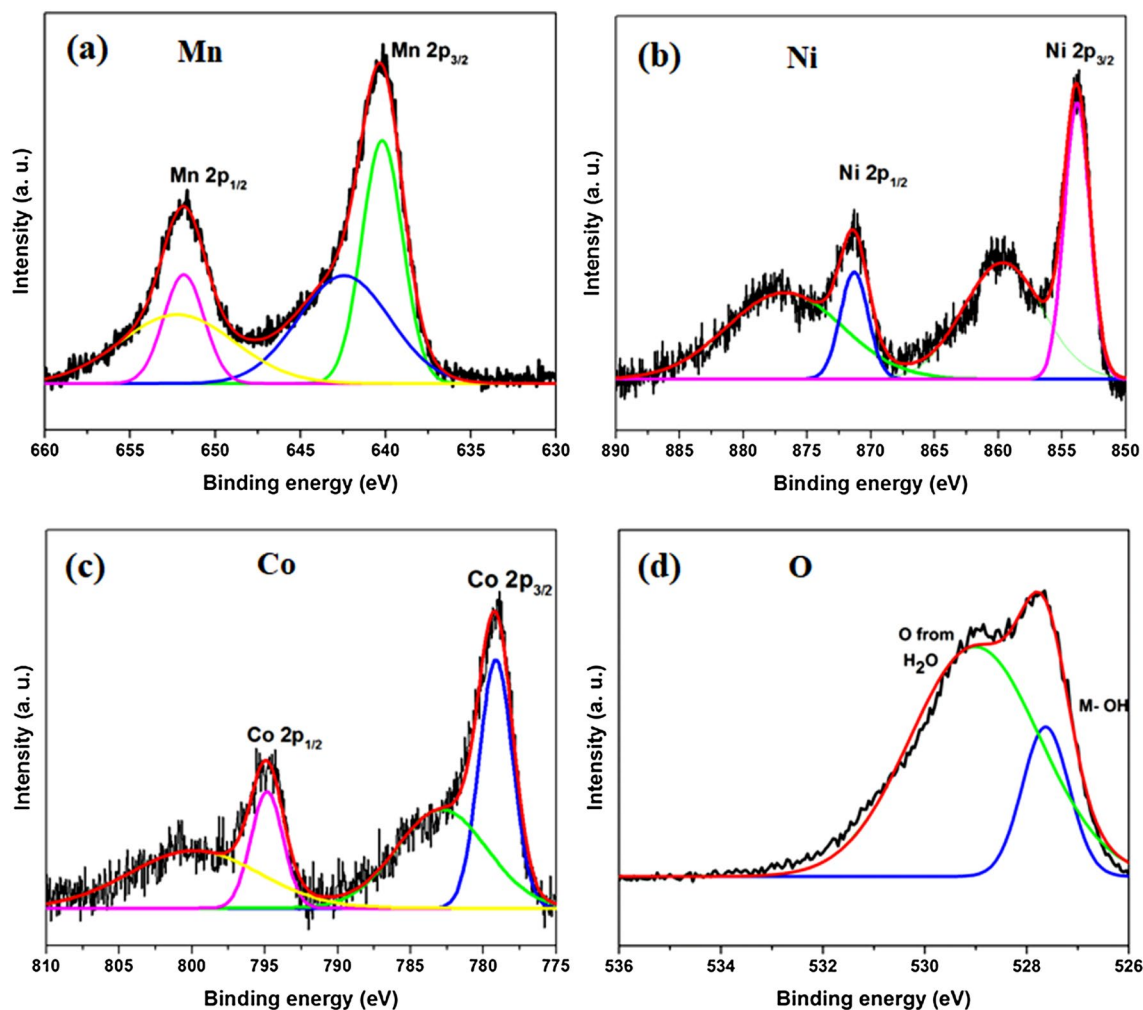 (a) Mn
Mn 2p3/2
Mn 2p1/2
Intensity (a. u.)
660 655 650 645 640 635 630
Binding energy (eV)
(b) Ni
Ni 2p3/2
Ni 2p1/2
Intensity (a. u.)
890 880 875 870 865 860 855 850
Binding energy (eV)
(c) Co
Co 2p3/2
Co 2p1/2
Intensity (a. u.)
810 805 800 795 790 785 780 775
Binding energy (eV)
(d) O
O from
H2O
M- OH
Intensity (a. u.)
536 534 532 530 528 526
Binding energy (eV)